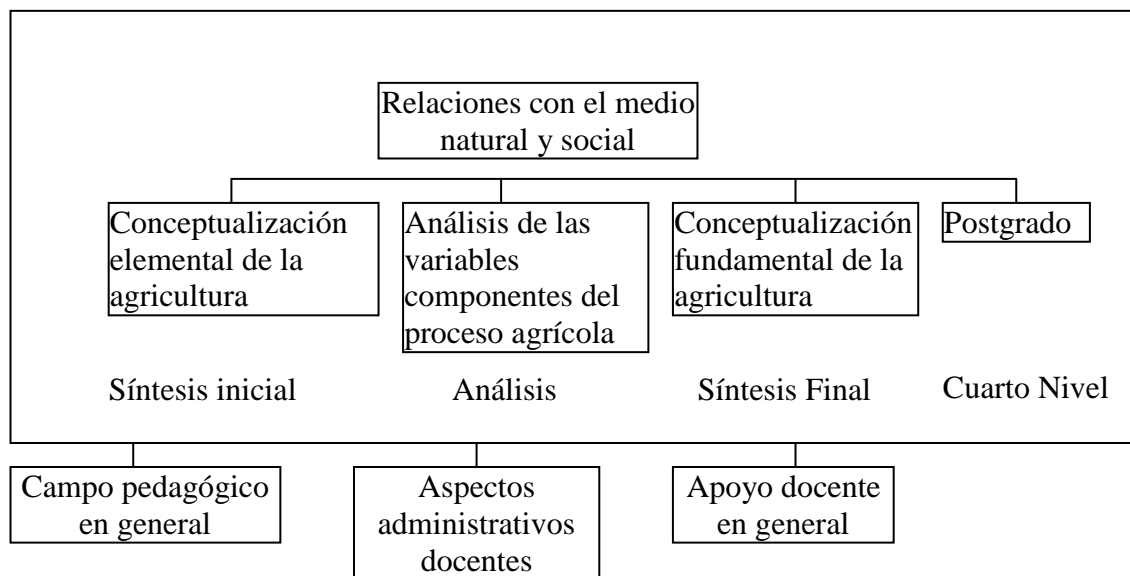 Relaciones con el medio
natural y social
Conceptualización
elemental de la
agricultura
Análisis de las
variables
componentes del
proceso agrícola
Conceptualización
fundamental de la
agricultura
Postgrado
Síntesis inicial
Análisis
Síntesis Final
Cuarto Nivel
Campo pedagógico
en general
Aspectos
administrativos
docentes
Apoyo docente
en general